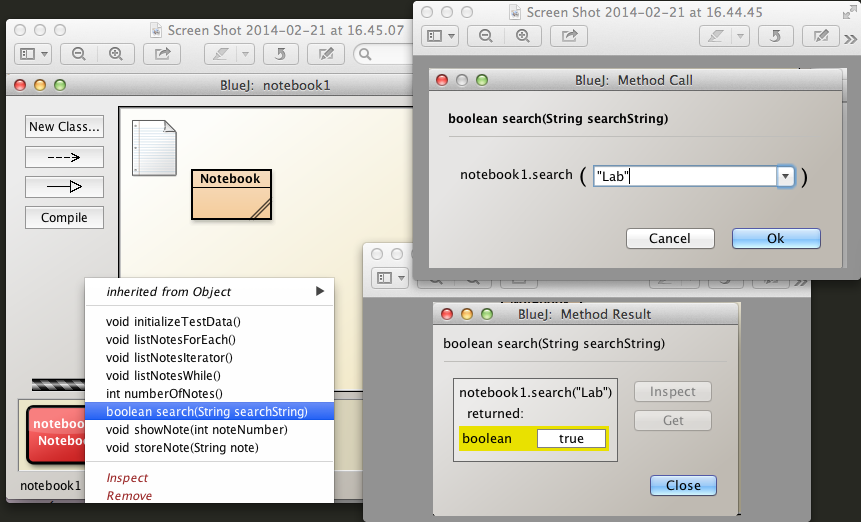 Screen Shot 2014-02-21 at 16.45.07
BlueJ: notebook1
New Class...
Compile
Notebook
inherited from Object
void initializeTestData()
void listNotesForEach()
void listNotesIterator()
void listNotesWhile()
int numberOfNotes()
boolean search(String searchString)
void showNote(int noteNumber)
void storeNote(String note)
Inspect
Remove
notebook1
Screen Shot 2014-02-21 at 16.44.45
BlueJ: Method Call
boolean search(String searchString)
notebook1.search ( "Lab" )
Cancel
Ok
BlueJ: Method Result
boolean search(String searchString)
notebook1.search("Lab")
returned:
boolean true
Inspect
Get
Close